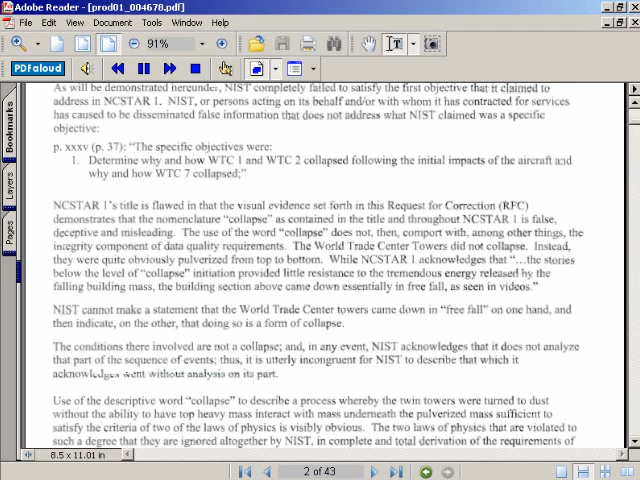 Adobe Reader - [prod01_004678.pdf]
File Edit View Document Tools Window Help
91%
PDFaloud
Bookmarks
Layers
Pages
As will be demonstrated hereunder, NIST completely failed to satisfy the first objective that it claimed to
address in NCSTAR 1. NIST, or persons acting on its behalf and/or with whom it has contracted for services
has caused to be disseminated false information that does not address what NIST claimed was a specific
objective:
p. xxxv (p. 37): "The specific objectives were:
1. Determine why and how WTC 1 and WTC 2 collapsed following the initial impacts of the aircraft and
why and how WTC 7 collapsed;"
NCSTAR 1's title is flawed in that the visual evidence set forth in this Request for Correction (RFC)
demonstrates that the nomenclature "collapse" as contained in the title and throughout NCSTAR 1 is false,
deceptive and misleading. The use of the word "collapse" does not, then, comport with, among other things, the
integrity component of data quality requirements. The World Trade Center Towers did not collapse. Instead,
they were quite obviously pulverized from top to bottom. While NCSTAR 1 acknowledges that "…the stories
below the level of "collapse" initiation provided little resistance to the tremendous energy released by the
falling building mass, the building section above came down essentially in free fall, as seen in videos."
NIST cannot make a statement that the World Trade Center towers came down in "free fall" on one hand, and
then indicate, on the other, that doing so is a form of collapse.
The conditions there involved are not a collapse; and, in any event, NIST acknowledges that it does not analyze
that part of the sequence of events; thus, it is utterly incongruent for NIST to describe that which it
acknowledges went without analysis on its part.
Use of the descriptive word "collapse" to describe a process whereby the twin towers were turned to dust
without the ability to have top heavy mass interact with mass underneath the pulverized mass sufficient to
satisfy the criteria of two of the laws of physics is visibly obvious. The two laws of physics that are violated to
such a degree that they are ignored altogether by NIST, in complete and total derivation of the requirements of
8.5 x 11.01 in
2 of 43